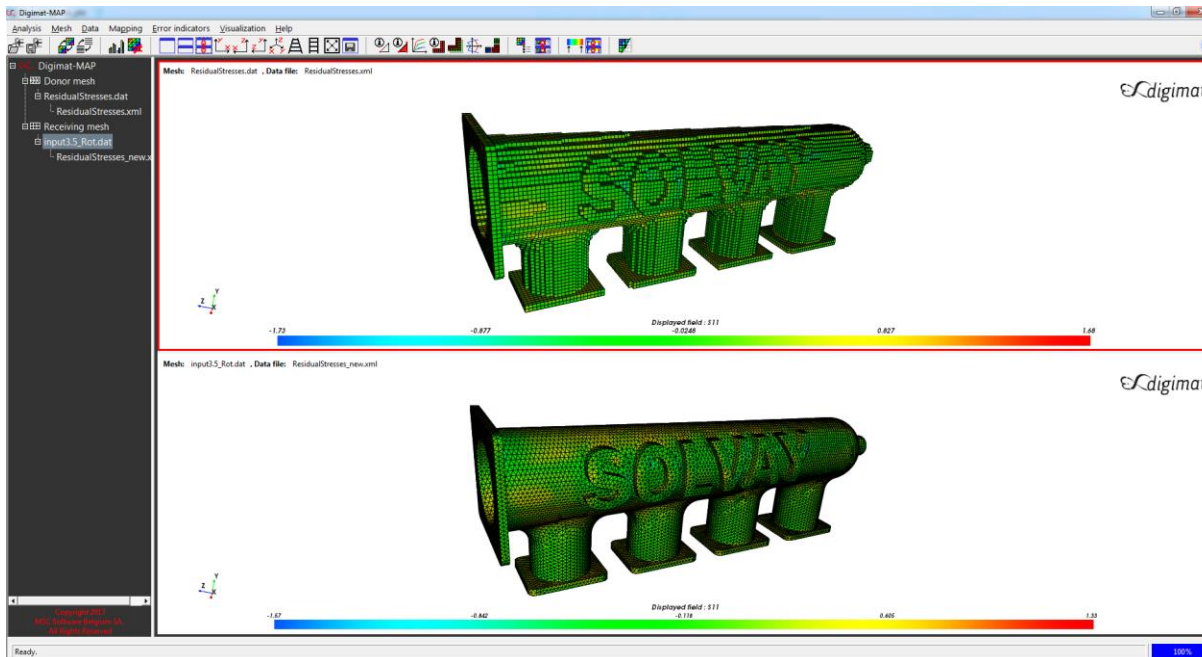 Digimat-MAP
Analysis Mesh Data Mapping Error indicators Visualization Help
Digimat-MAP
Donor mesh
ResidualStresses.dat
ResidualStresses.xml
Receiving mesh
input3.5_Rot.dat
ResidualStresses_new.x
Mesh: ResidualStresses.dat , Data file: ResidualStresses.xml
digimat
SOLVAY
Y
Z
X
Displayed field : S11
-1.73 -0.877 -0.0248 0.827 1.68
Mesh: input3.5_Rot.dat , Data file: ResidualStresses_new.xml
digimat
SOLVAY
Y
Z
X
Displayed field : S11
-1.57 -0.842 -0.118 0.605 1.33
Copyright 2017
MSC Software Belgium SA
All Rights Reserved
Ready.
100%